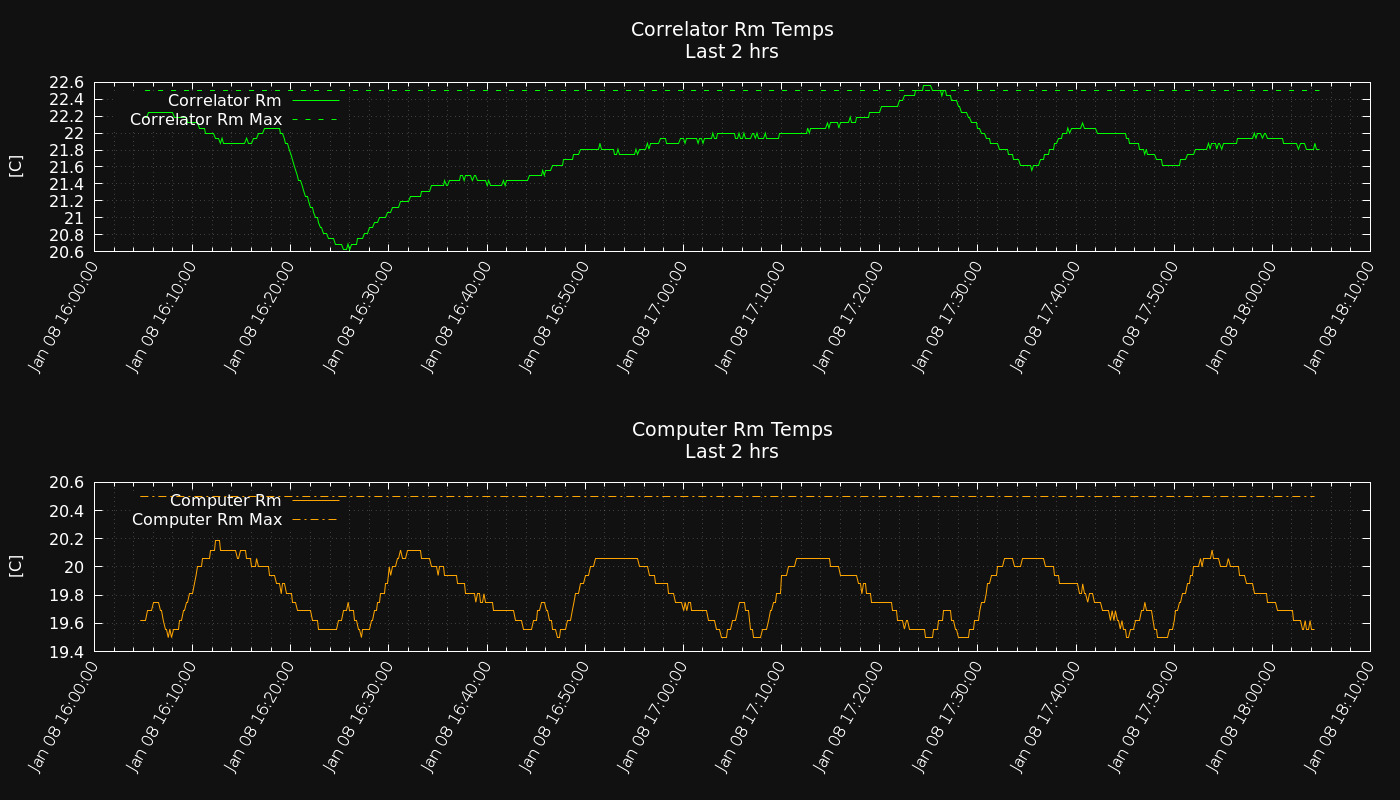 Correlator Rm Temps
Last 2 hrs
[C]
22.6
22.4
22.2
22
21.8
21.6
21.4
21.2
21
20.8
20.6
Correlator Rm
Correlator Rm Max
Jan 08 16:00:00
Jan 08 16:10:00
Jan 08 16:20:00
Jan 08 16:30:00
Jan 08 16:40:00
Jan 08 16:50:00
Jan 08 17:00:00
Jan 08 17:10:00
Jan 08 17:20:00
Jan 08 17:30:00
Jan 08 17:40:00
Jan 08 17:50:00
Jan 08 18:00:00
Jan 08 18:10:00
Computer Rm Temps
Last 2 hrs
[C]
20.6
20.4
20.2
20
19.8
19.6
19.4
Computer Rm
Computer Rm Max
Jan 08 16:00:00
Jan 08 16:10:00
Jan 08 16:20:00
Jan 08 16:30:00
Jan 08 16:40:00
Jan 08 16:50:00
Jan 08 17:00:00
Jan 08 17:10:00
Jan 08 17:20:00
Jan 08 17:30:00
Jan 08 17:40:00
Jan 08 17:50:00
Jan 08 18:00:00
Jan 08 18:10:00